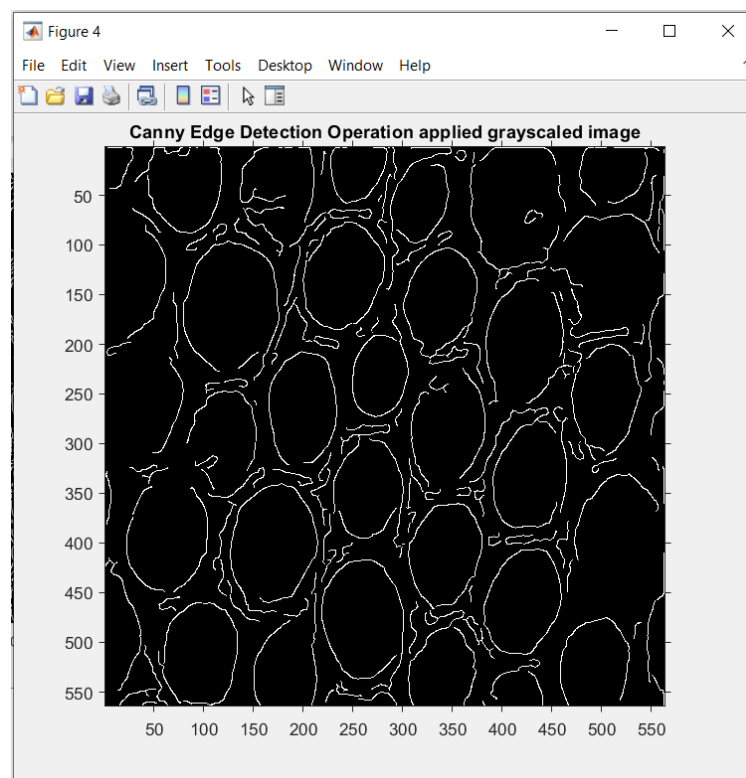 Figure 4
File Edit View Insert Tools Desktop Window Help
Canny Edge Detection Operation applied grayscaled image
50
100
150
200
250
300
350
400
450
500
550
50 100 150 200 250 300 350 400 450 500 550